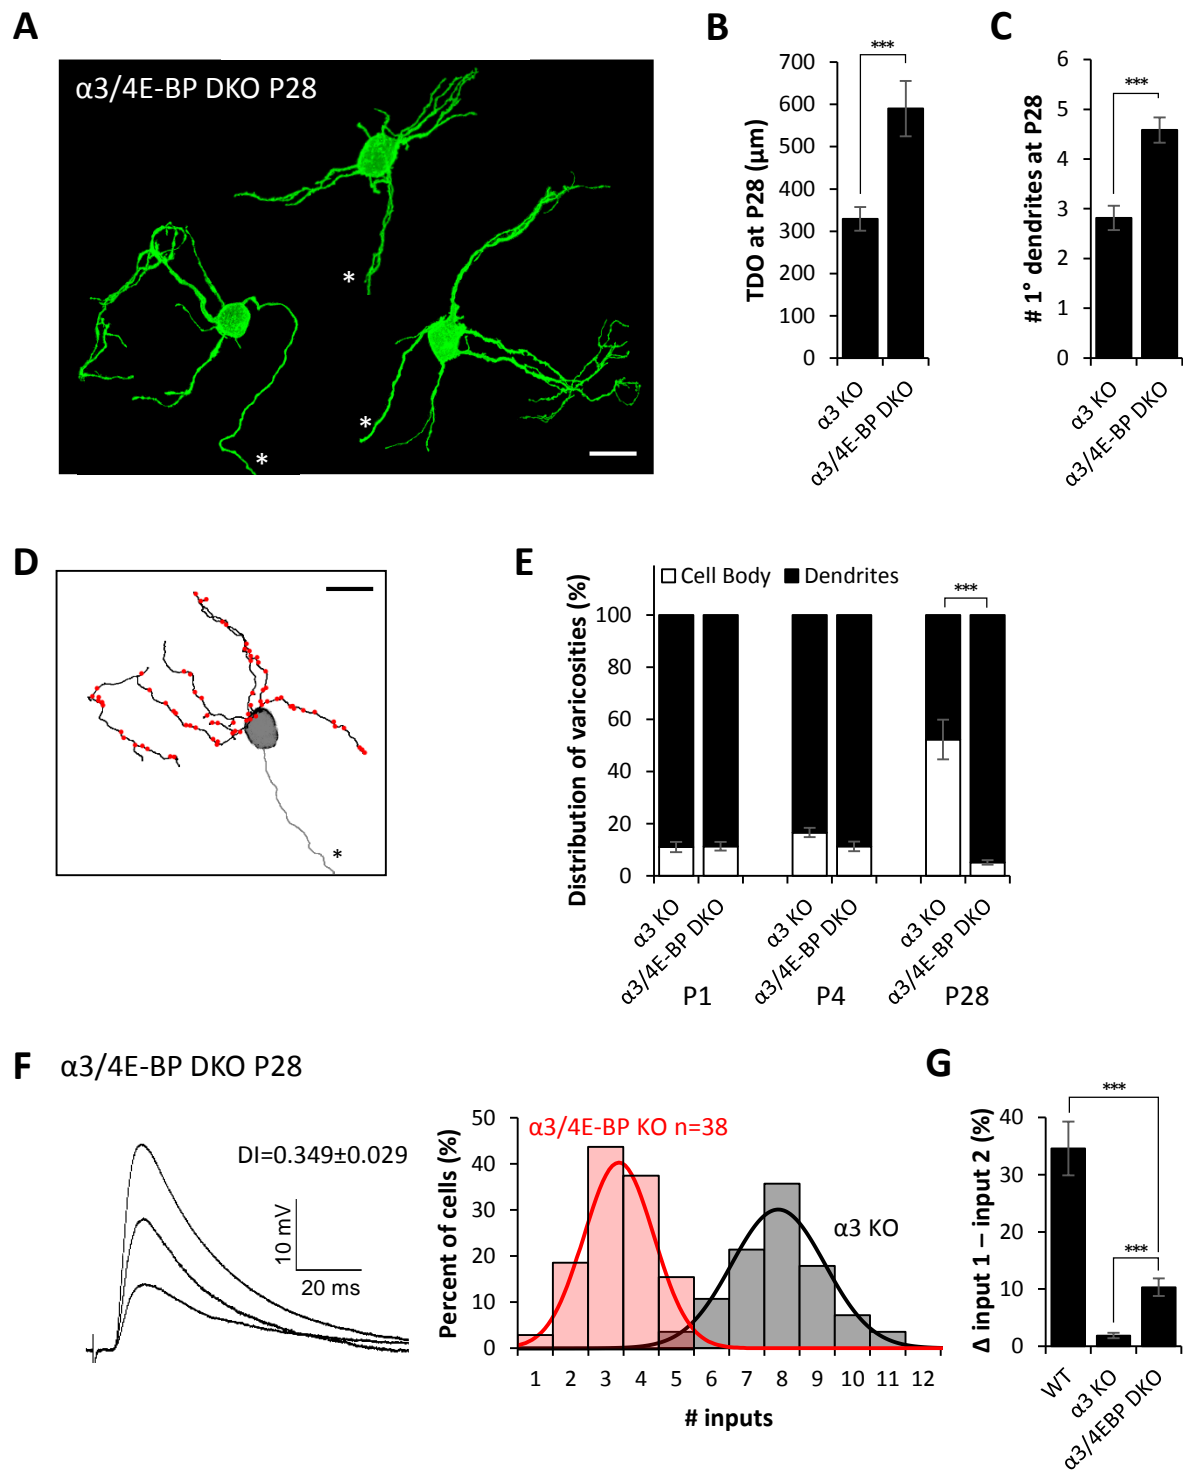 A
α3/4E-BP DKO P28
*
*
*
B
TDO at P28 (µm)
700
600
500
400
300
200
100
0
***
α3 KO
α3/4E-BP DKO
C
# 1° dendrites at P28
6
5
4
3
2
1
0
***
α3 KO
α3/4E-BP DKO
D
*
E
Distribution of varicosities (%)
Cell Body
Dendrites
***
100
80
60
40
20
0
α3 KO
α3/4E-BP DKO
α3 KO
α3/4E-BP DKO
α3 KO
α3/4E-BP DKO
P1
P4
P28
F
α3/4E-BP DKO P28
DI=0.349±0.029
10 mV
20 ms
Percent of cells (%)
50
40
30
20
10
0
α3/4E-BP KO n=38
α3 KO
1 2 3 4 5 6 7 8 9 10 11 12
# inputs
G
Δ input 1 – input 2 (%)
40
30
20
10
0
***
***
WT
α3 KO
α3/4EBP DKO